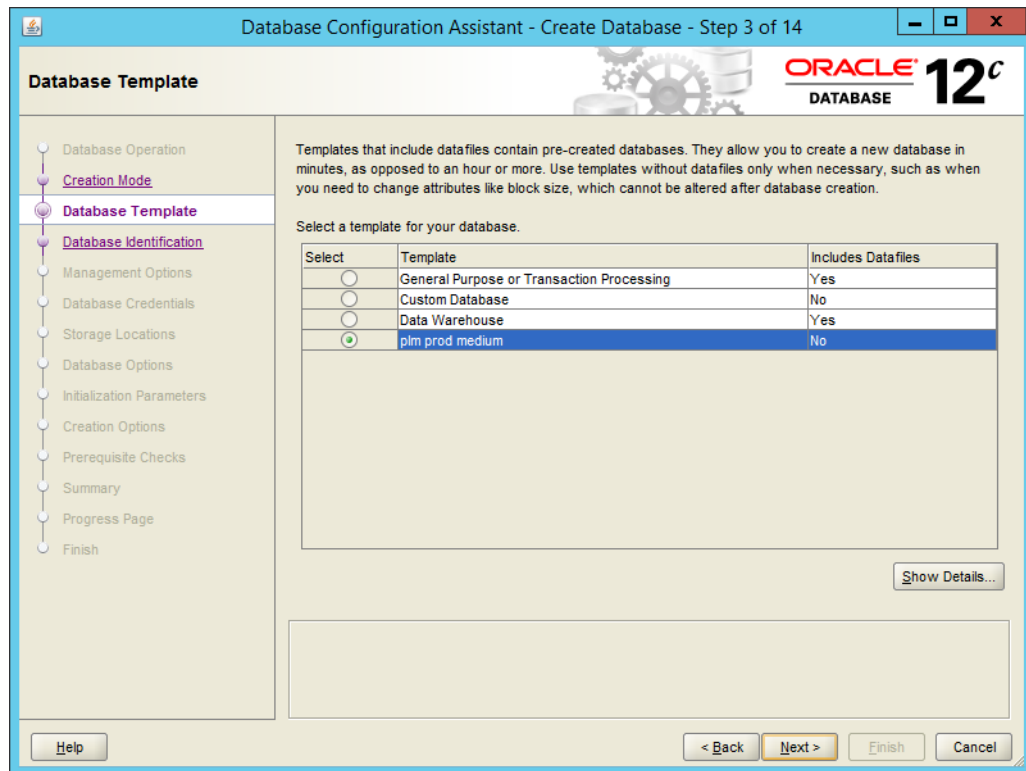 Database Configuration Assistant - Create Database - Step 3 of 14
Database Template
ORACLE
DATABASE
12c
Database Operation
Creation Mode
Database Template
Database Identification
Management Options
Database Credentials
Storage Locations
Database Options
Initialization Parameters
Creation Options
Prerequisite Checks
Summary
Progress Page
Finish
Templates that include datafiles contain pre-created databases. They allow you to create a new database in
minutes, as opposed to an hour or more. Use templates without datafiles only when necessary, such as when
you need to change attributes like block size, which cannot be altered after database creation.
Select a template for your database.
Select Template Includes Datafiles
General Purpose or Transaction Processing Yes
Custom Database No
Data Warehouse Yes
plm prod medium No
Show Details...
Help
< Back Next > Finish Cancel